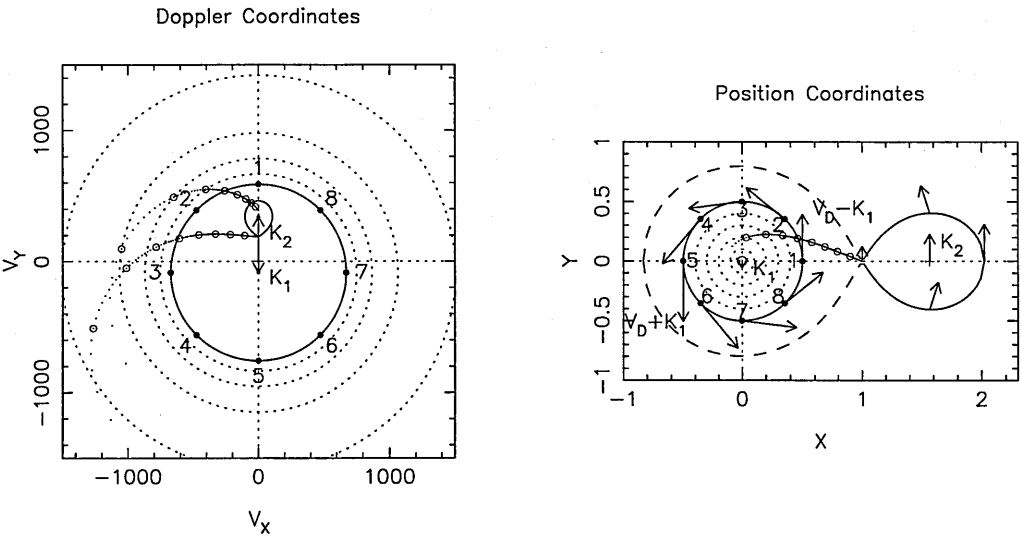 Doppler Coordinates
1000
0
−1000
V_Y
1
2
8
K_2
3
7
K_1
4
6
5
−1000
0
1000
V_X
Position Coordinates
1
0.5
0
−0.5
−1
Y
3
V_D−K_1
4
2
K_2
5
K_1
1
6
8
7
V_D+K_1
−1
0
1
2
X